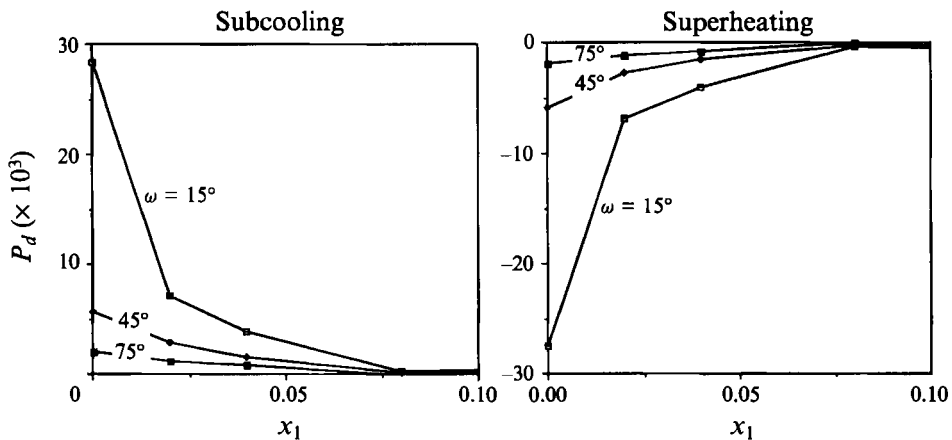 Subcooling
Superheating
30
20
10
P_d (× 10³)
ω = 15°
45°
75°
0
0.05
0.10
x₁
0
−10
−20
−30
75°
45°
ω = 15°
0.00
0.05
0.10
x₁